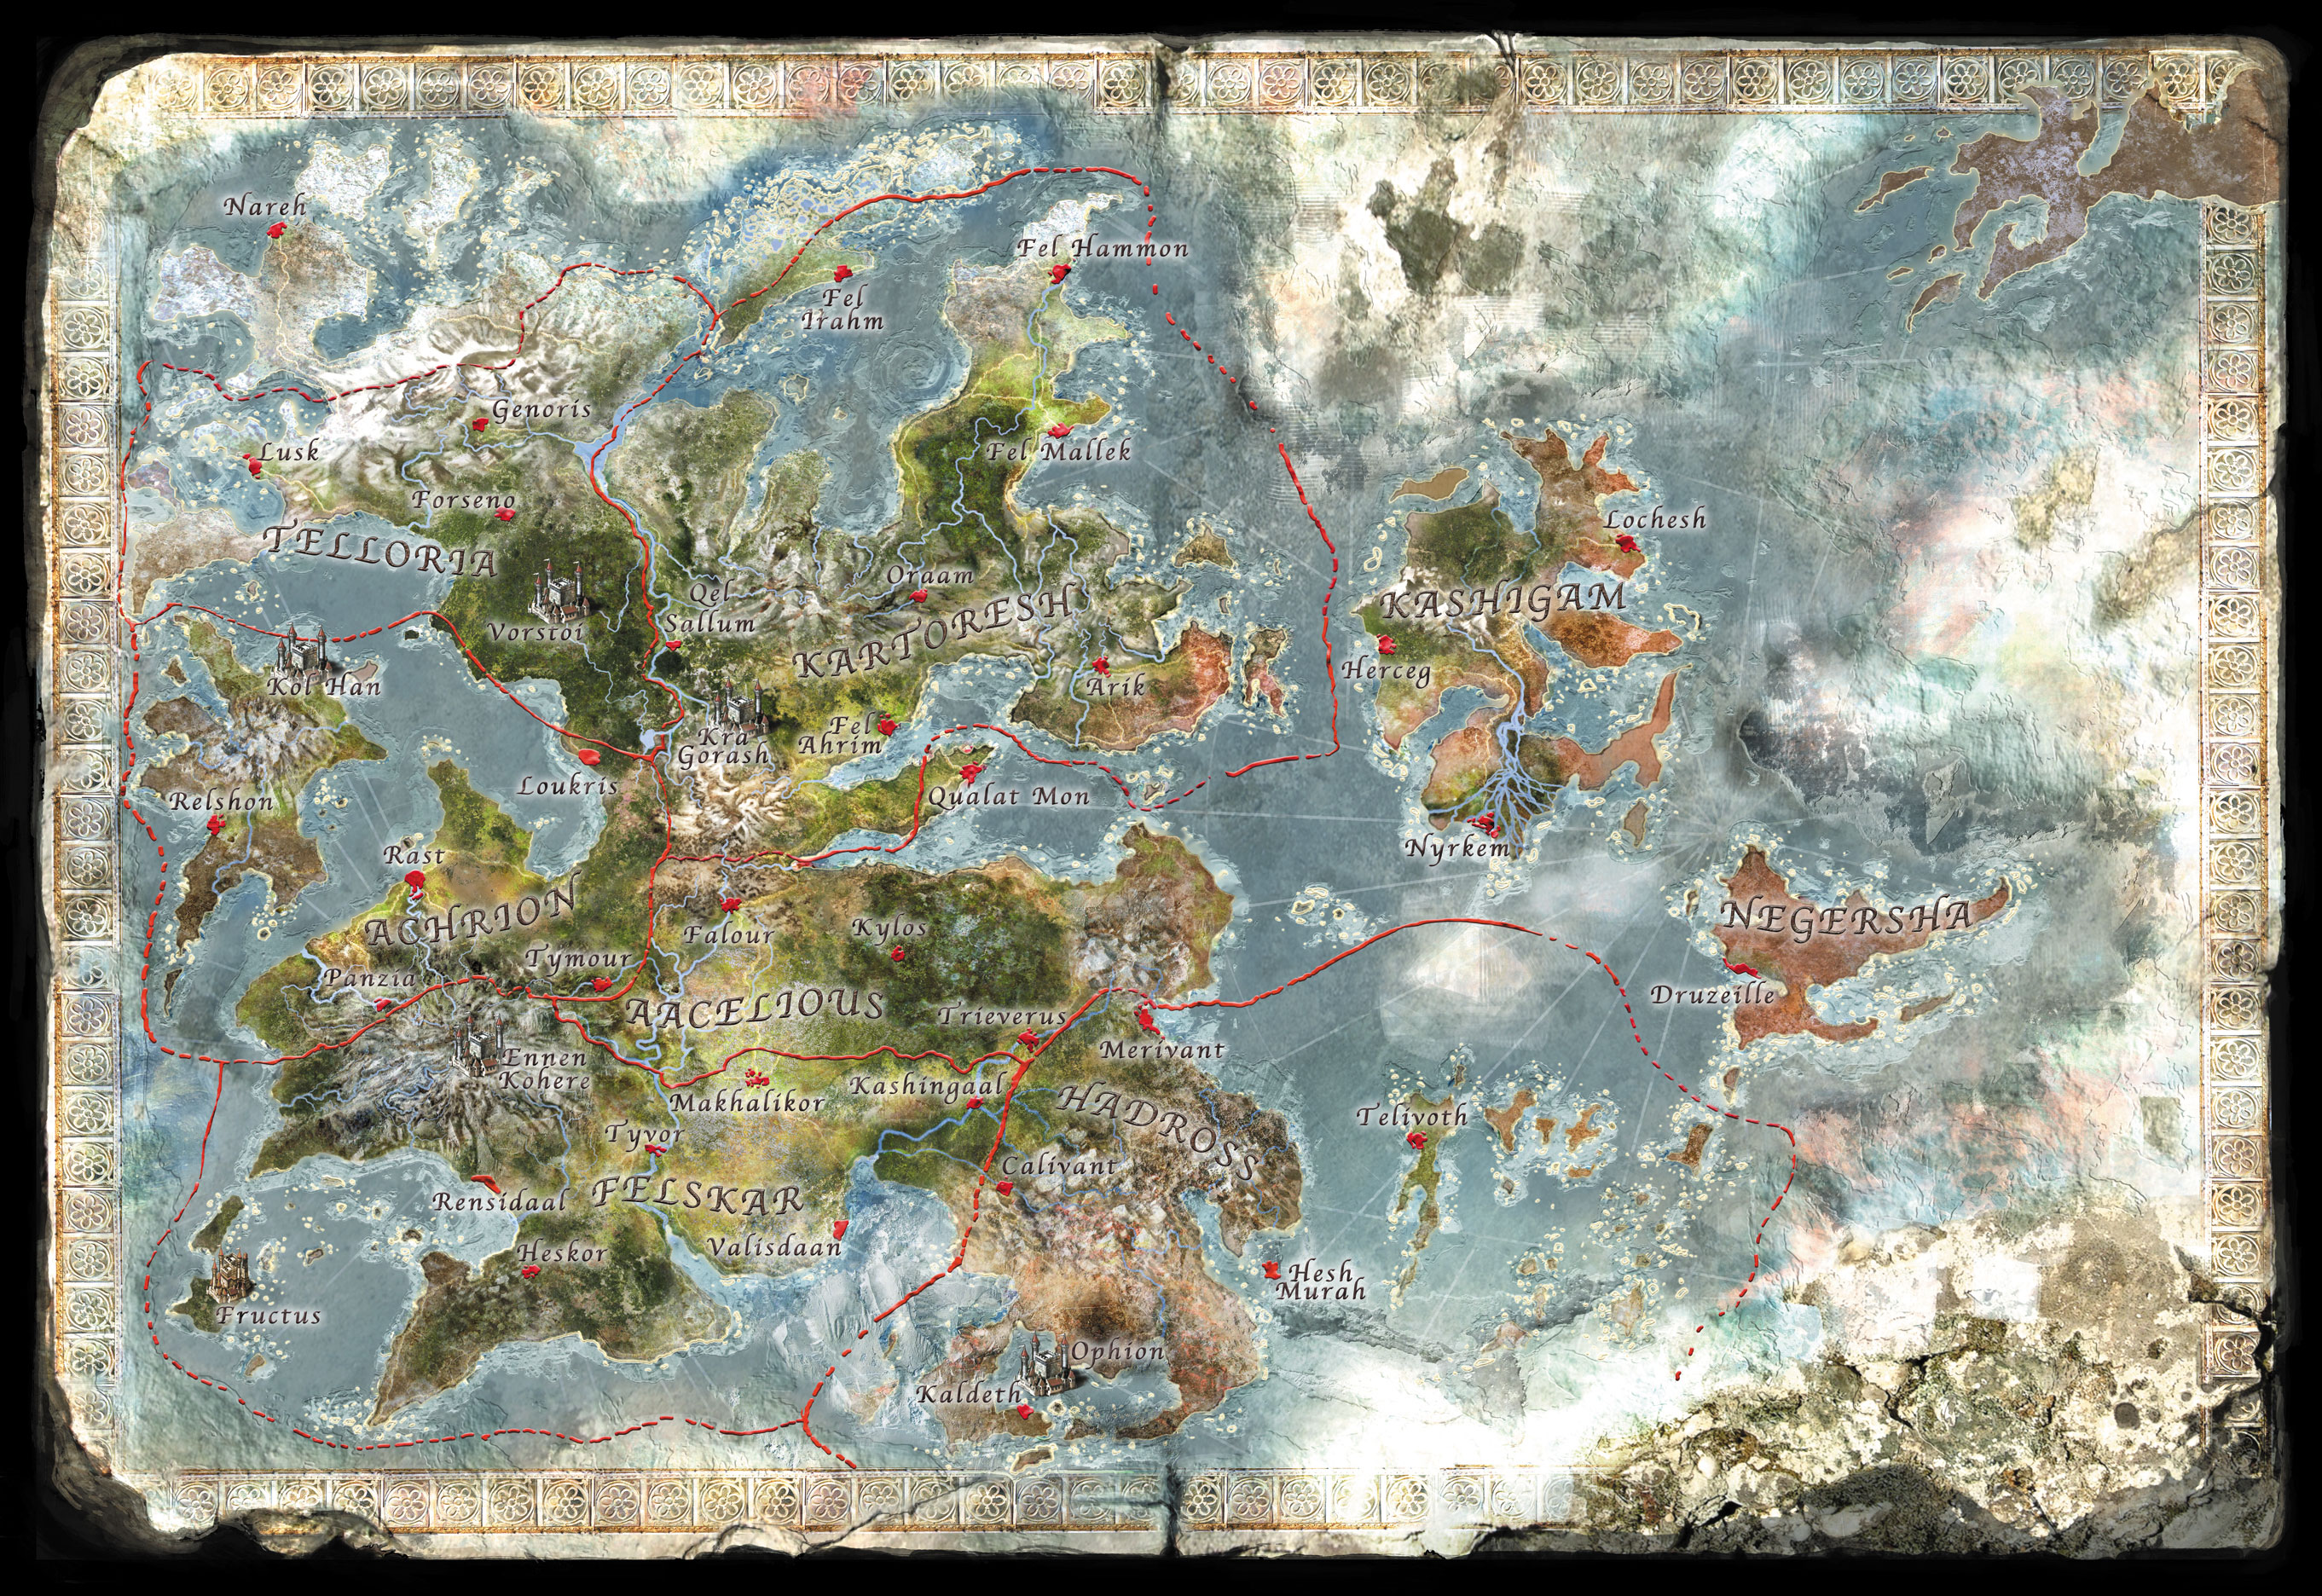 Nareh
Fel Hammon
Fel
Irahm
Genoris
Lusk
Fel Mallek
Forseno
Lochesh
TELLORIA
Oraam
Qel
Sallum
KASHIGAM
Vorstoi
KARTORESH
Herceg
Kol Han
Arik
Fel
Ahrim
Kra
Gorash
Loukris
Qualat Mon
Relshon
Nyrkem
Rast
NEGERSHA
ACHRION
Falour
Kylos
Tymour
Panzia
Druzeille
AACELIOUS
Trieverus
Merivant
Ennen
Kohere
Makhalikor
Kashingaal
HADROSS
Telivoth
Tyvor
Calivant
Rensidaal
FELSKAR
Valisdaan
Heskor
Hesh
Murah
Fructus
Ophion
Kaldeth